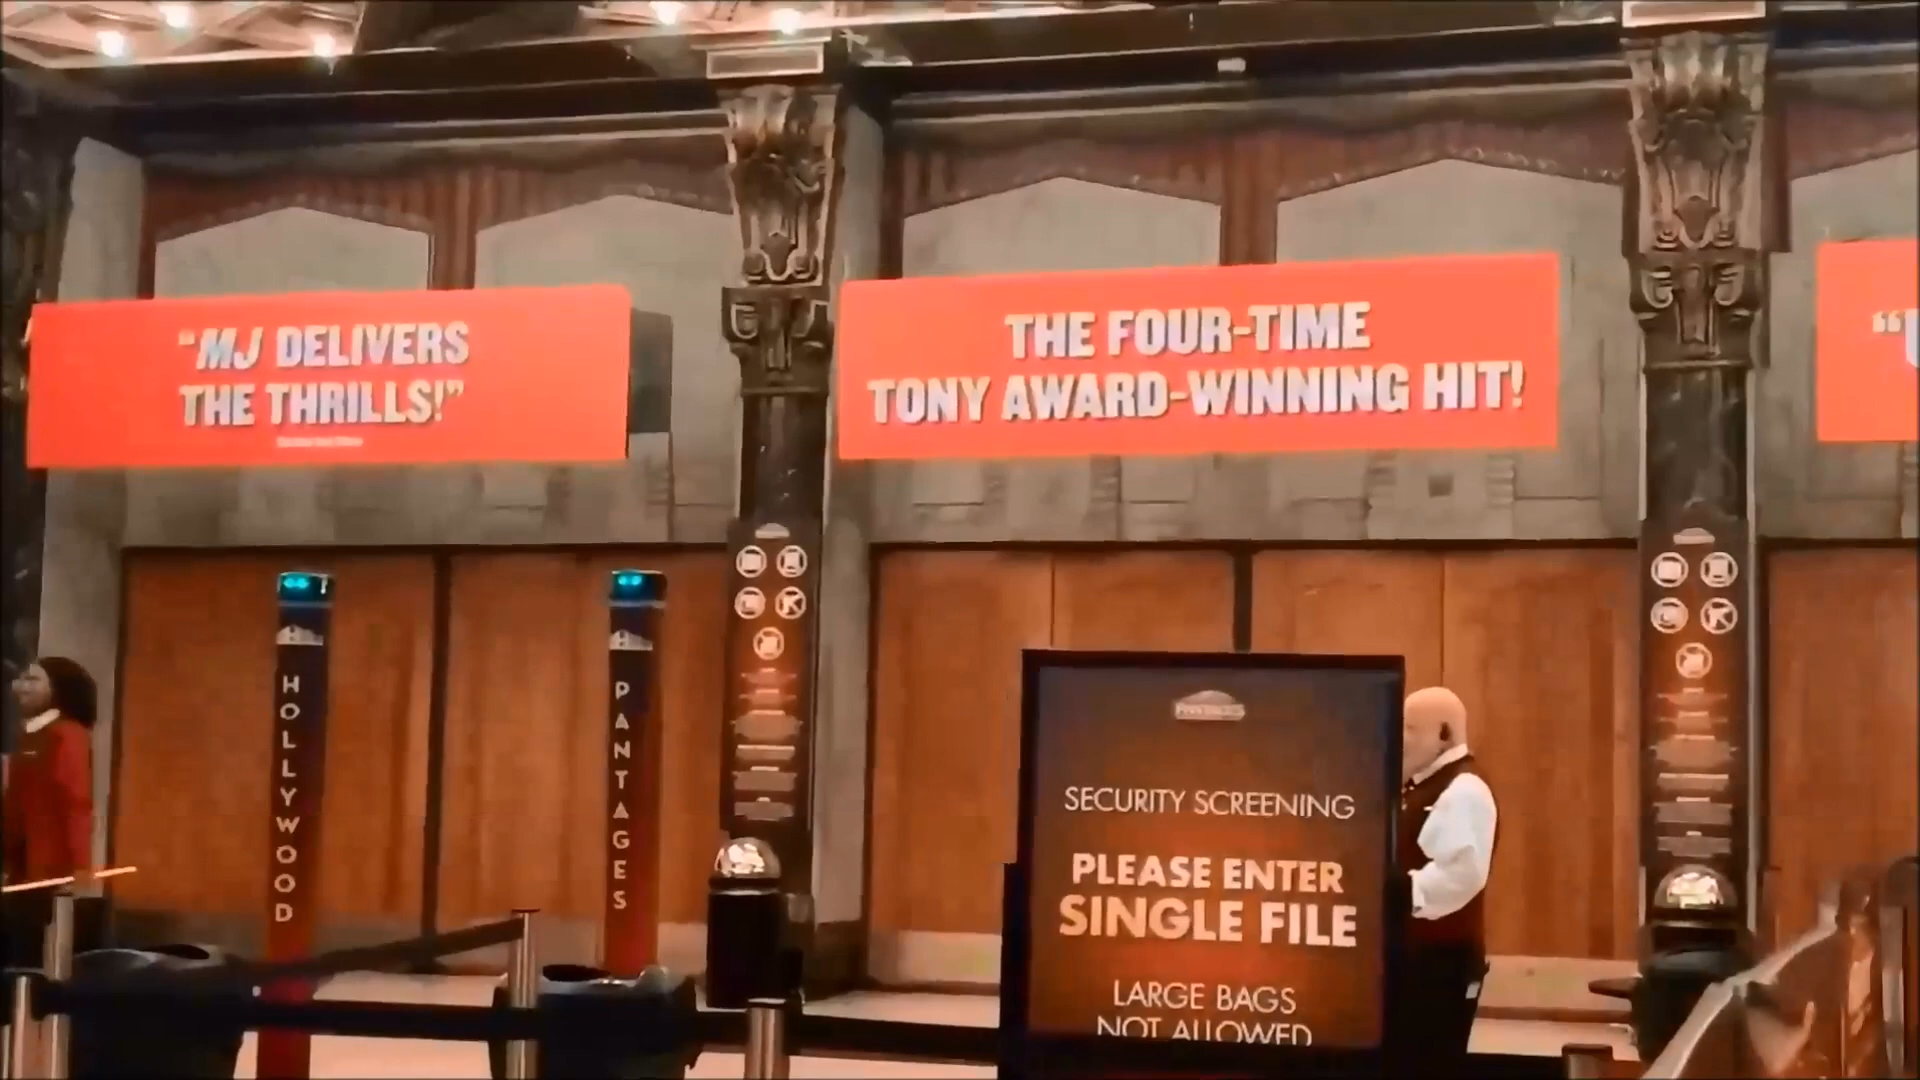 “MJ DELIVERS
THE THRILLS!”
THE FOUR-TIME
TONY AWARD-WINNING HIT!
“U
HOLLYWOOD
PANTAGES
PANTAGES
SECURITY SCREENING
PLEASE ENTER
SINGLE FILE
LARGE BAGS
NOT ALLOWED